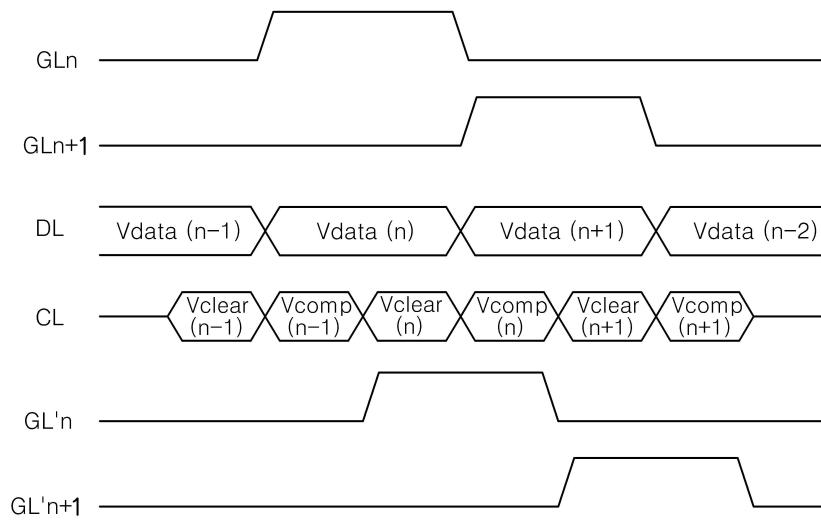 GLn
GLn+1
DL
Vdata (n-1)
Vdata (n)
Vdata (n+1)
Vdata (n-2)
CL
Vclear
(n-1)
Vcomp
(n-1)
Vclear
(n)
Vcomp
(n)
Vclear
(n+1)
Vcomp
(n+1)
GL'n
GL'n+1